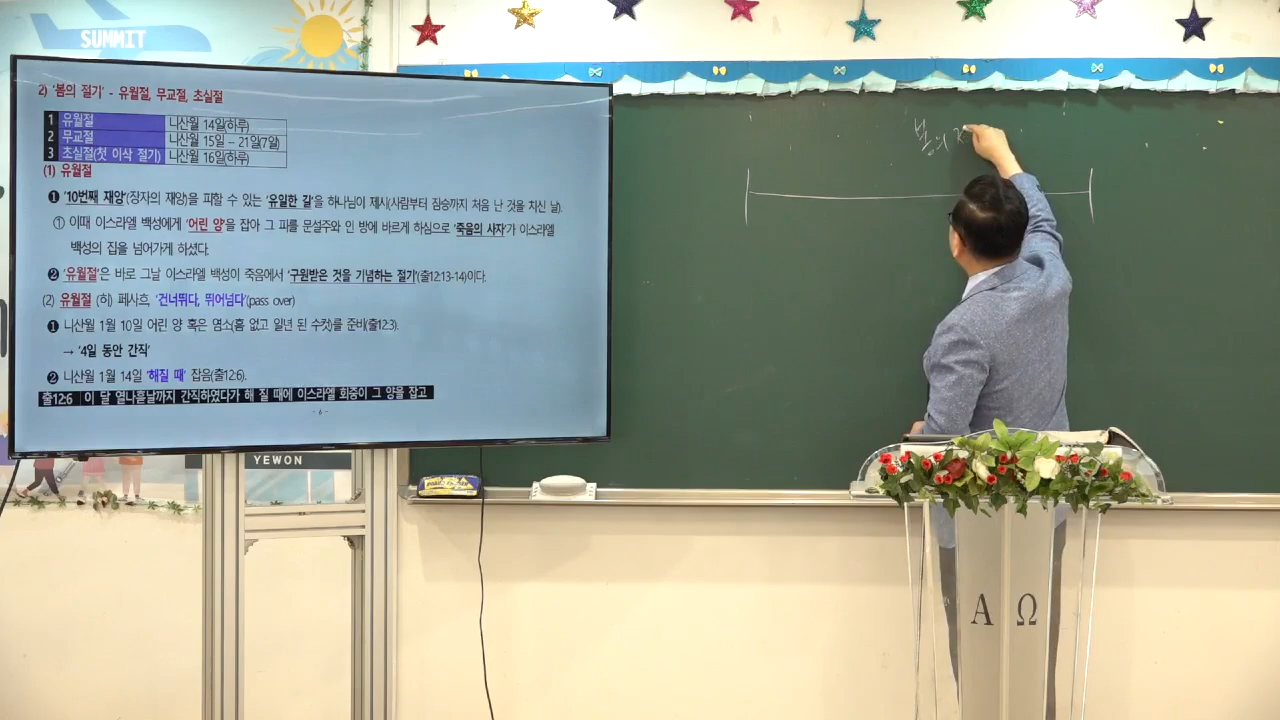 SUMMIT
2) '봄의 절기' - 유월절, 무교절, 초실절
1 유월절 니산월 14일(하루)
2 무교절 니산월 15일 – 21일(7일)
3 초실절(첫 이삭 절기) 니산월 16일(하루)
(1) 유월절
❶ '10번째 재앙'(장자의 재앙)을 피할 수 있는 '유일한 길'을 하나님이 제시(사람부터 짐승까지 처음 난 것을 치신 날).
① 이때 이스라엘 백성에게 '어린 양'을 잡아 그 피를 문설주와 인 방에 바르게 하심으로 '죽음의 사자'가 이스라엘
백성의 집을 넘어가게 하셨다.
❷ '유월절'은 바로 그날 이스라엘 백성이 죽음에서 '구원받은 것을 기념하는 절기'(출12:13-14)이다.
(2) 유월절 (히) 페사흐, '건너뛰다, 뛰어넘다'(pass over)
❶ 니산월 1월 10일 어린 양 혹은 염소(흠 없고 일년 된 수컷)를 준비(출12:3).
→ '4일 동안 간직'
❷ 니산월 1월 14일 '해질 때' 잡음(출12:6).
출12:6 이 달 열나흗날까지 간직하였다가 해 질 때에 이스라엘 회중이 그 양을 잡고
- 6 -
봄의
YEWON
Α Ω